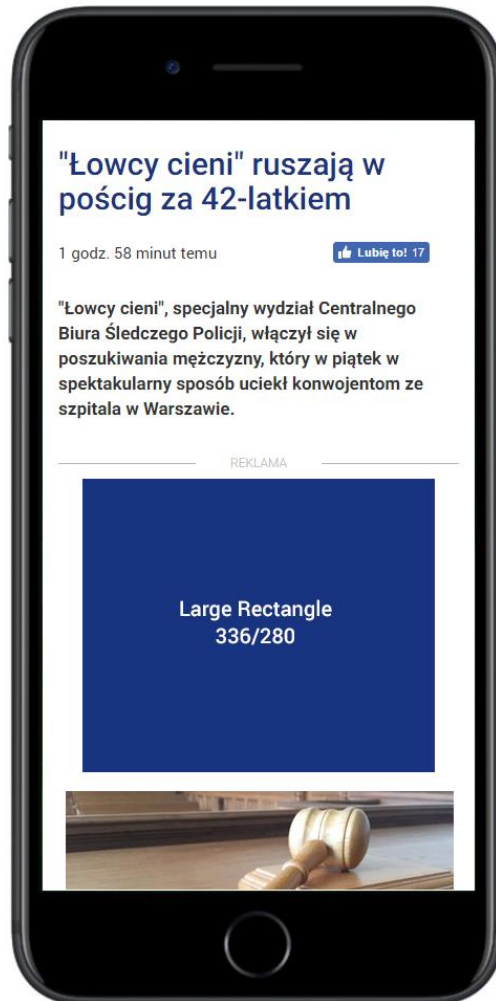 "Łowcy cieni" ruszają w
pościg za 42-latkiem
1 godz. 58 minut temu
Lubię to! 17
"Łowcy cieni", specjalny wydział Centralnego
Biura Śledczego Policji, włączył się w
poszukiwania mężczyzny, który w piątek w
spektakularny sposób uciekł konwojentom ze
szpitala w Warszawie.
REKLAMA
Large Rectangle
336/280